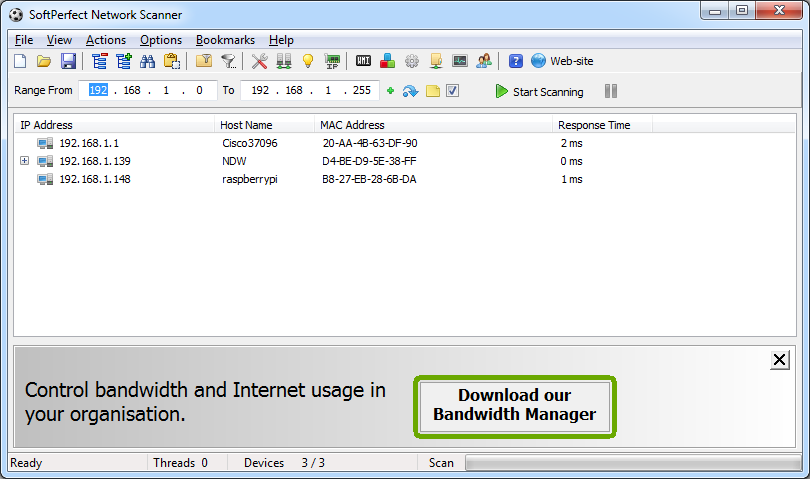 SoftPerfect Network Scanner
File View Actions Options Bookmarks Help
WMI IP ? Web-site
Range From 192 . 168 . 1 . 0 To 192 . 168 . 1 . 255 Start Scanning
IP Address Host Name MAC Address Response Time
192.168.1.1 Cisco37096 20-AA-4B-63-DF-90 2 ms
192.168.1.139 NDW D4-BE-D9-5E-38-FF 0 ms
192.168.1.148 raspberrypi B8-27-EB-28-6B-DA 1 ms
Control bandwidth and Internet usage in
your organisation.
Download our
Bandwidth Manager
Ready Threads 0 Devices 3 / 3 Scan